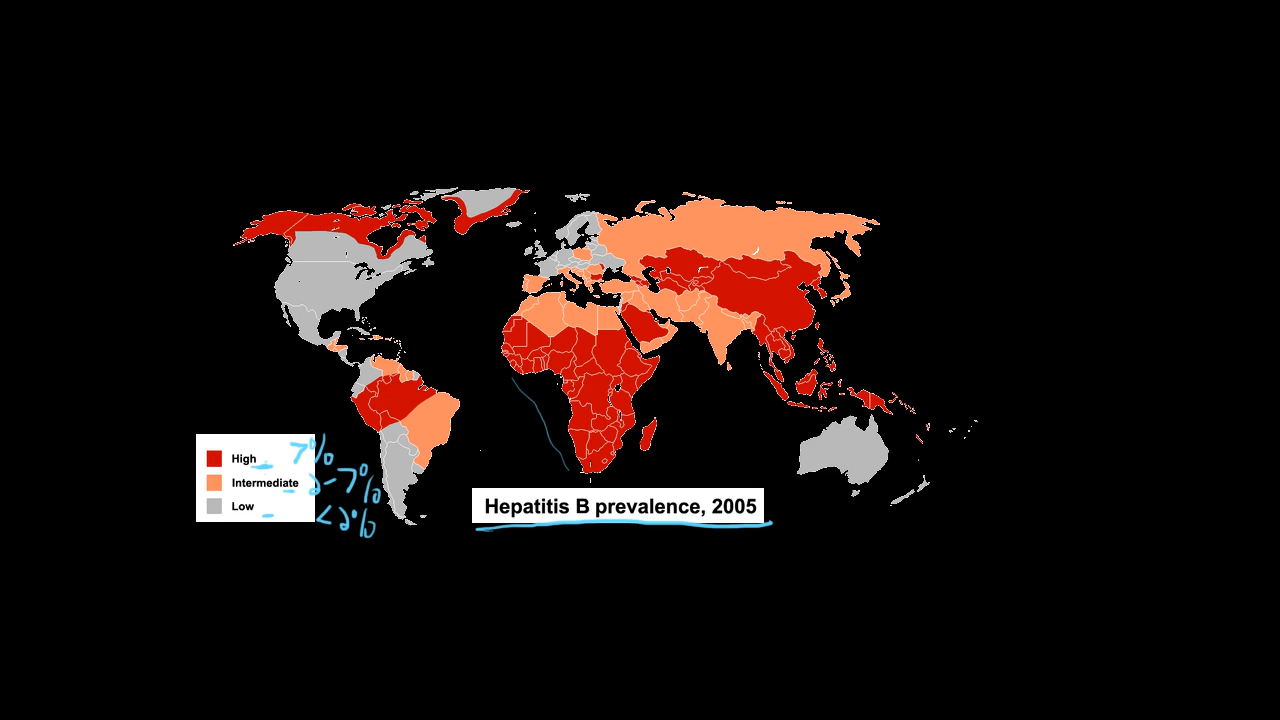 High 7%
Intermediate 2-7%
Low <2%
Hepatitis B prevalence, 2005